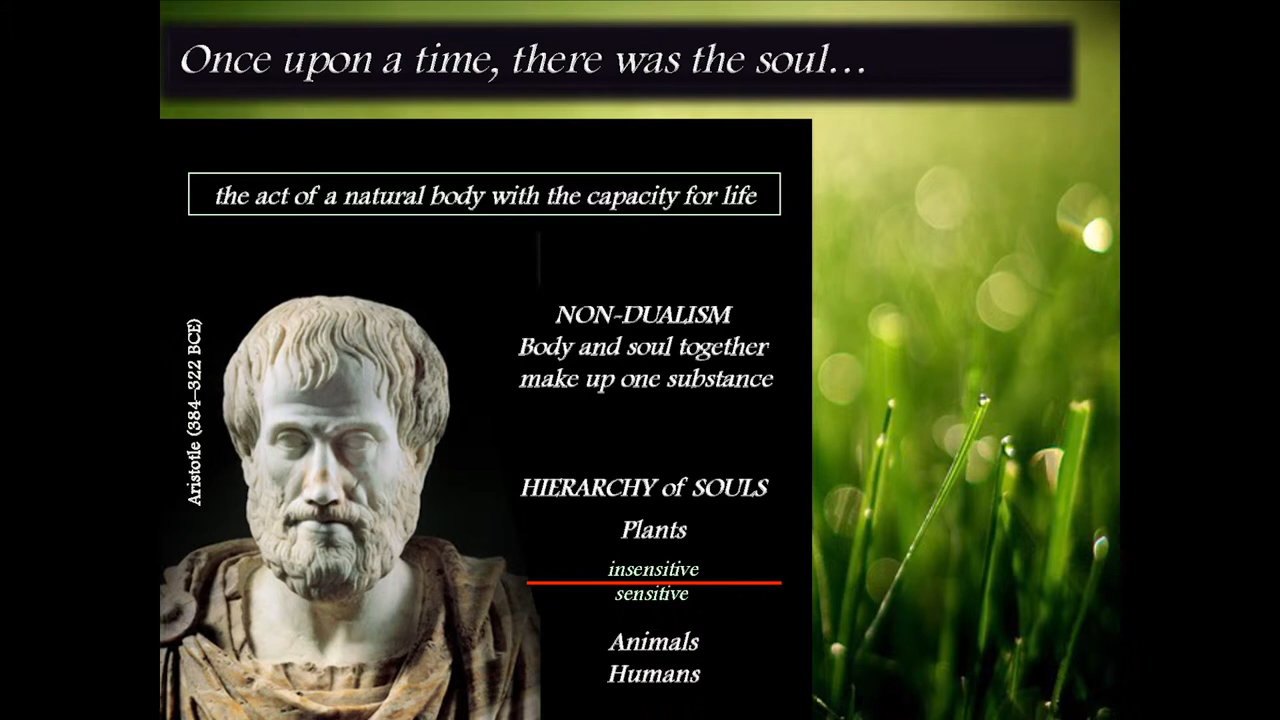 Once upon a time, there was the soul…
the act of a natural body with the capacity for life
Aristotle (384–322 BCE)
NON-DUALISM
Body and soul together
make up one substance
HIERARCHY of SOULS
Plants
insensitive
sensitive
Animals
Humans